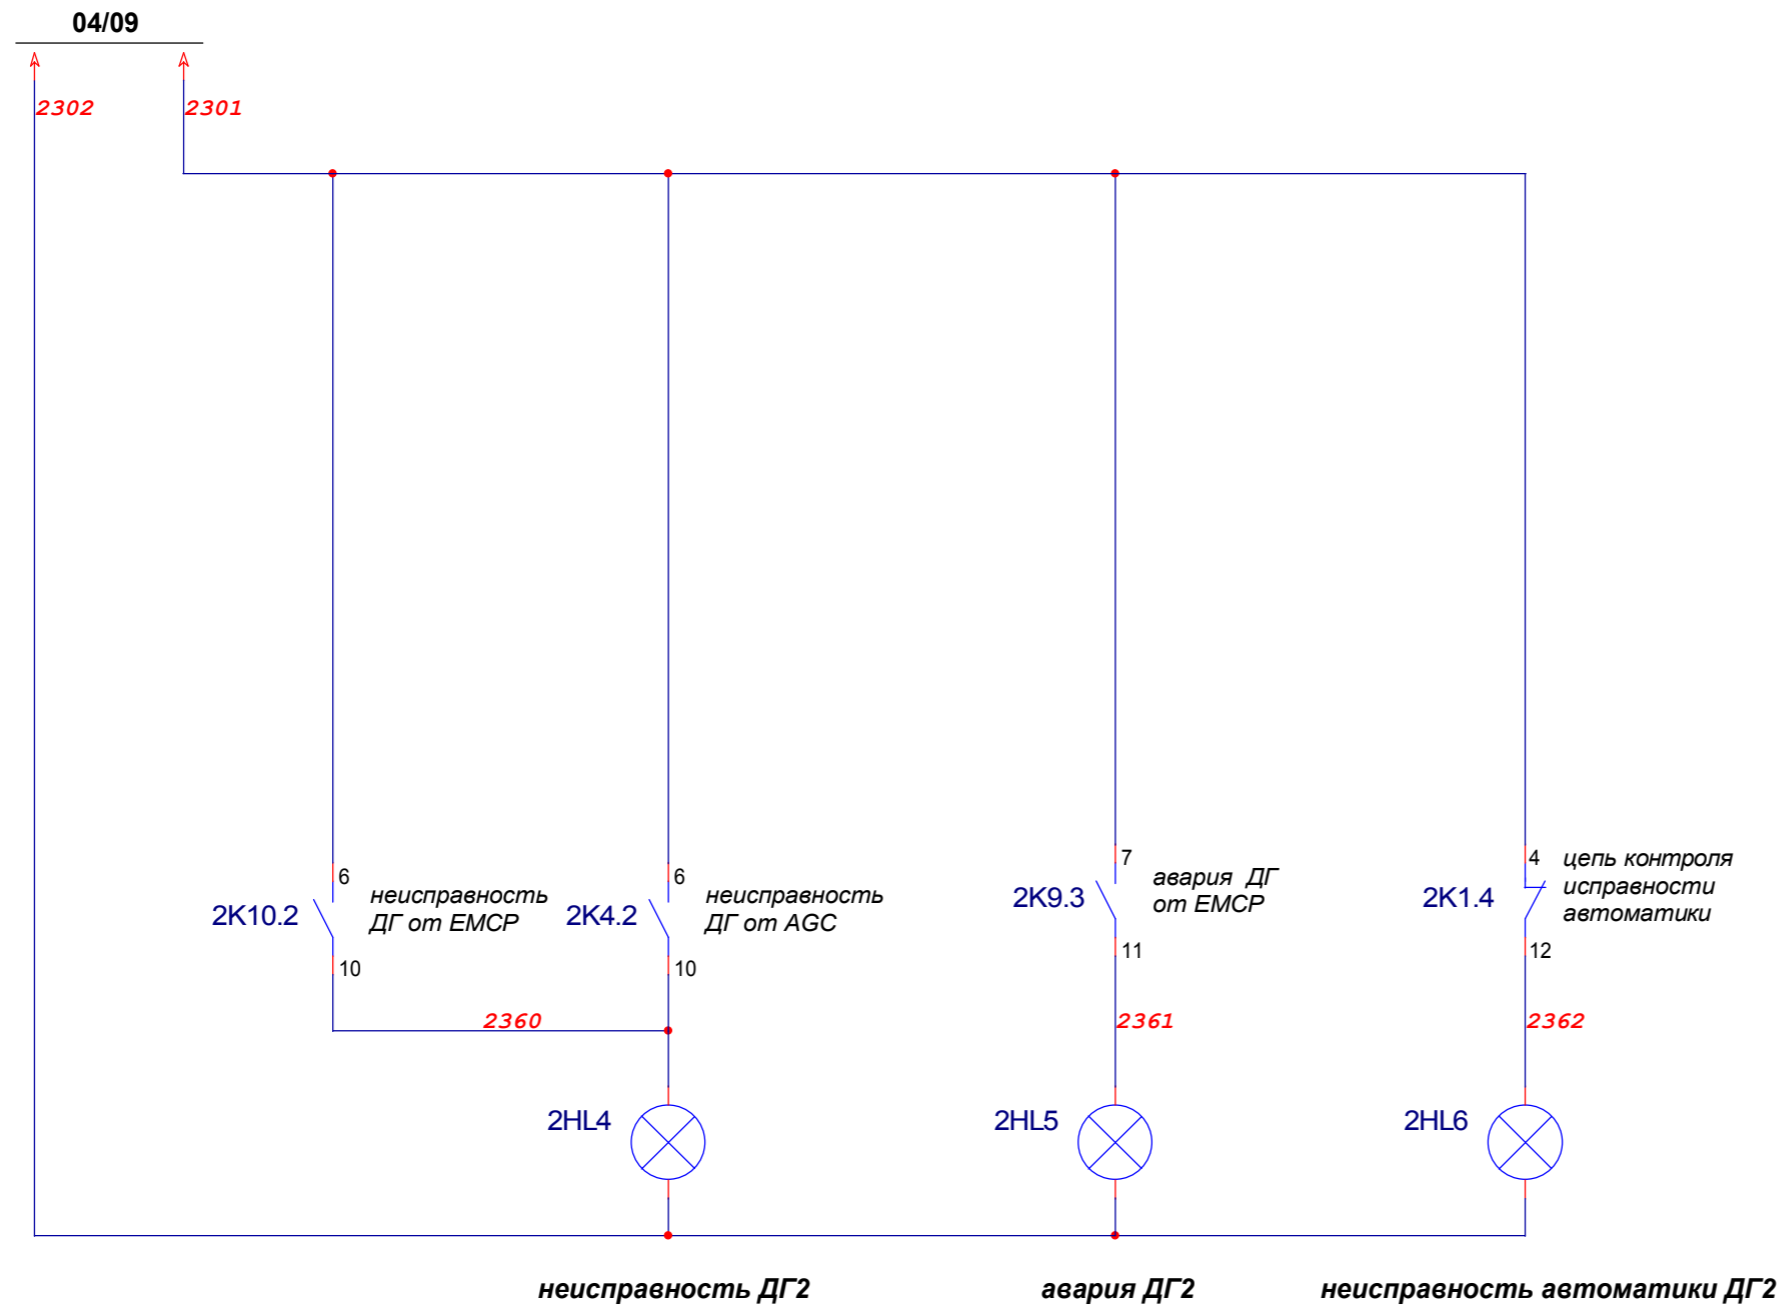 04/09
2302
2301
6
неисправность
ДГ от EMCP
2K10.2
10
6
неисправность
ДГ от AGC
2K4.2
10
7
авария ДГ
от EMCP
2K9.3
11
4
цепь контроля
исправности
автоматики
2K1.4
12
2360
2361
2362
2HL4
2HL5
2HL6
неисправность ДГ2
авария ДГ2
неисправность автоматики ДГ2